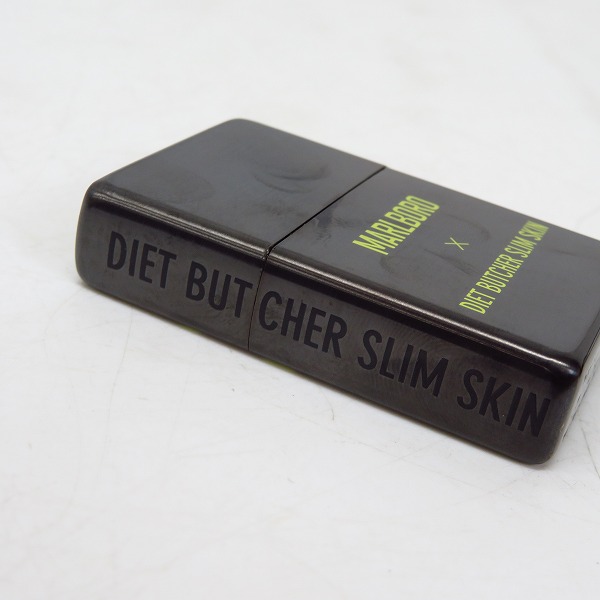 MARLBORO
X
DIET BUTCHER SLIM SKIN
DIET BUTCHER SLIM SKIN